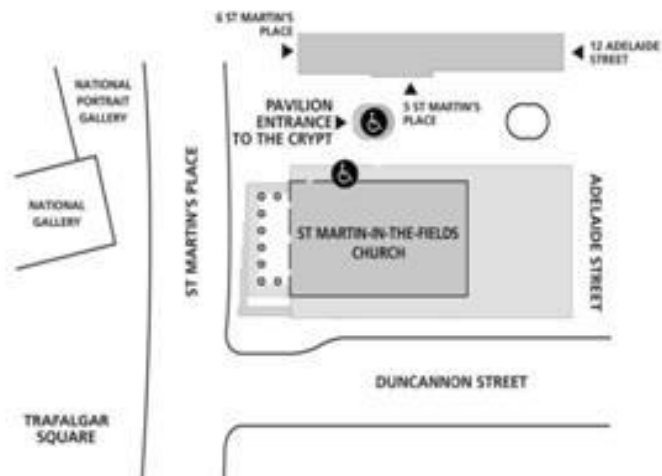 6 ST MARTIN'S
PLACE
12 ADELAIDE
STREET
NATIONAL
PORTRAIT
GALLERY
PAVILION
ENTRANCE
TO THE CRYPT
5 ST MARTIN'S
PLACE
NATIONAL
GALLERY
ST MARTIN'S PLACE
ST MARTIN-IN-THE-FIELDS
CHURCH
ADELAIDE STREET
DUNCANNON STREET
TRAFALGAR
SQUARE